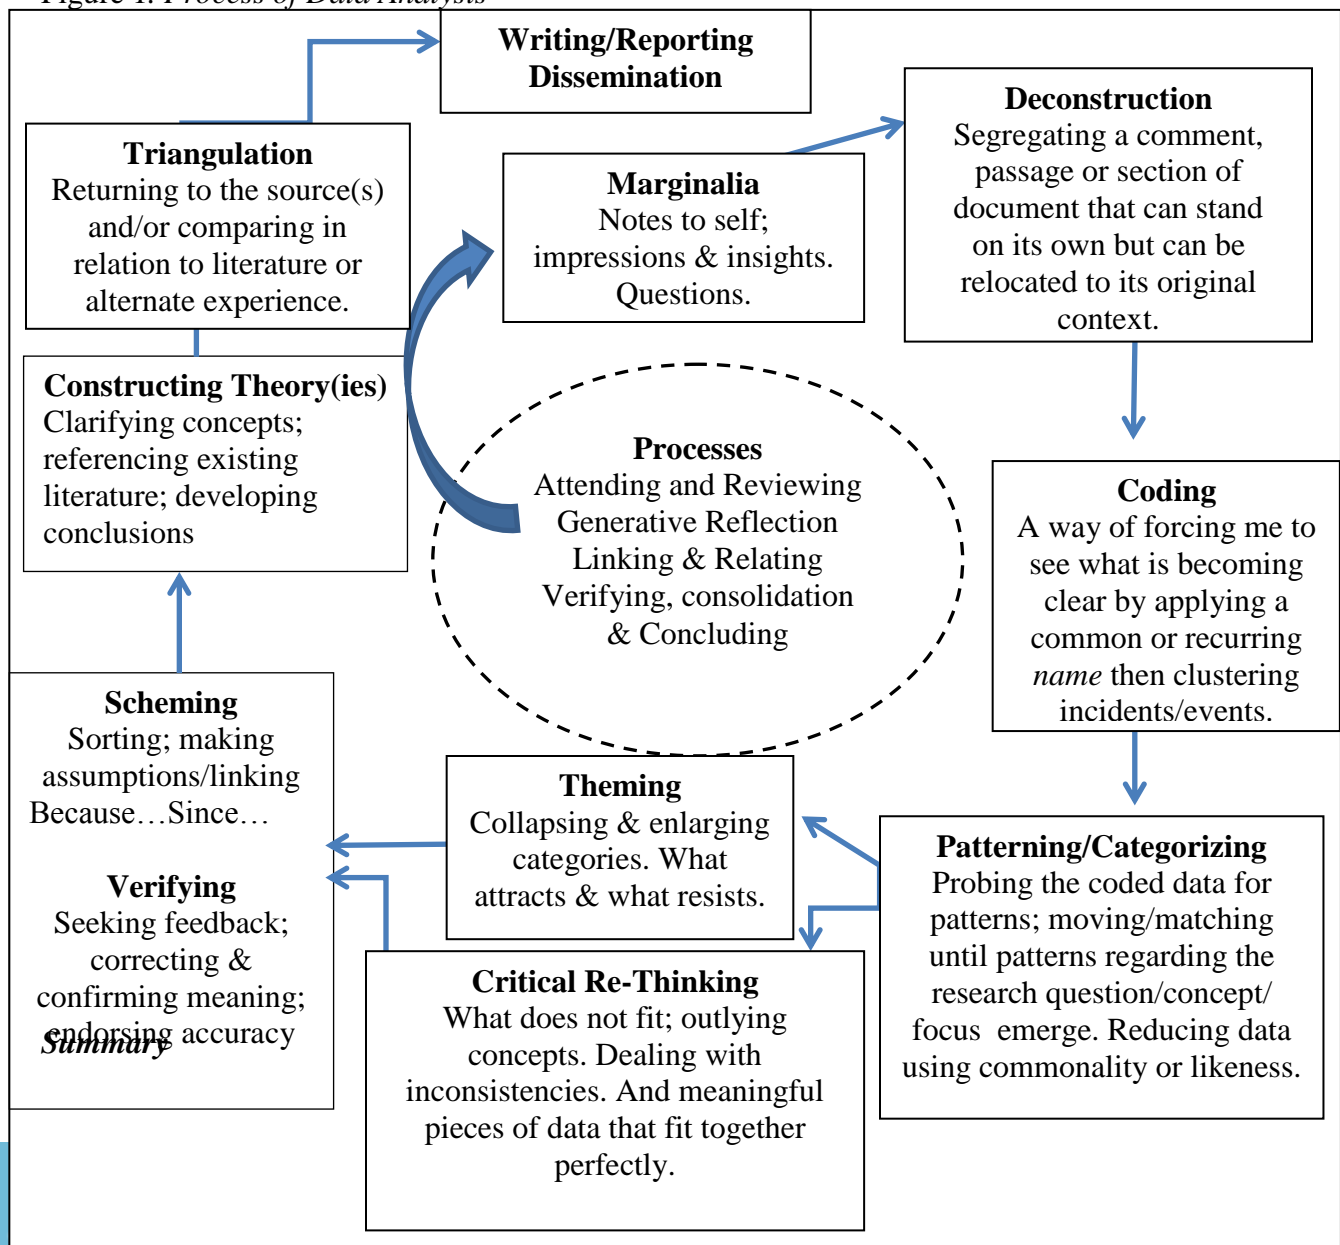 Figure 1. Process of Data Analysis
Writing/Reporting
Dissemination
Deconstruction
Segregating a comment,
passage or section of
document that can stand
on its own but can be
relocated to its original
context.
Triangulation
Returning to the source(s)
and/or comparing in
relation to literature or
alternate experience.
Marginalia
Notes to self;
impressions & insights.
Questions.
Constructing Theory(ies)
Clarifying concepts;
referencing existing
literature; developing
conclusions
Processes
Attending and Reviewing
Generative Reflection
Linking & Relating
Verifying, consolidation
& Concluding
Coding
A way of forcing me to
see what is becoming
clear by applying a
common or recurring
name then clustering
incidents/events.
Scheming
Sorting; making
assumptions/linking
Because…Since…
Verifying
Seeking feedback;
correcting &
confirming meaning;
endorsing accuracy
Summary
Theming
Collapsing & enlarging
categories. What
attracts & what resists.
Patterning/Categorizing
Probing the coded data for
patterns; moving/matching
until patterns regarding the
research question/concept/
focus emerge. Reducing data
using commonality or likeness.
Critical Re-Thinking
What does not fit; outlying
concepts. Dealing with
inconsistencies. And meaningful
pieces of data that fit together
perfectly.